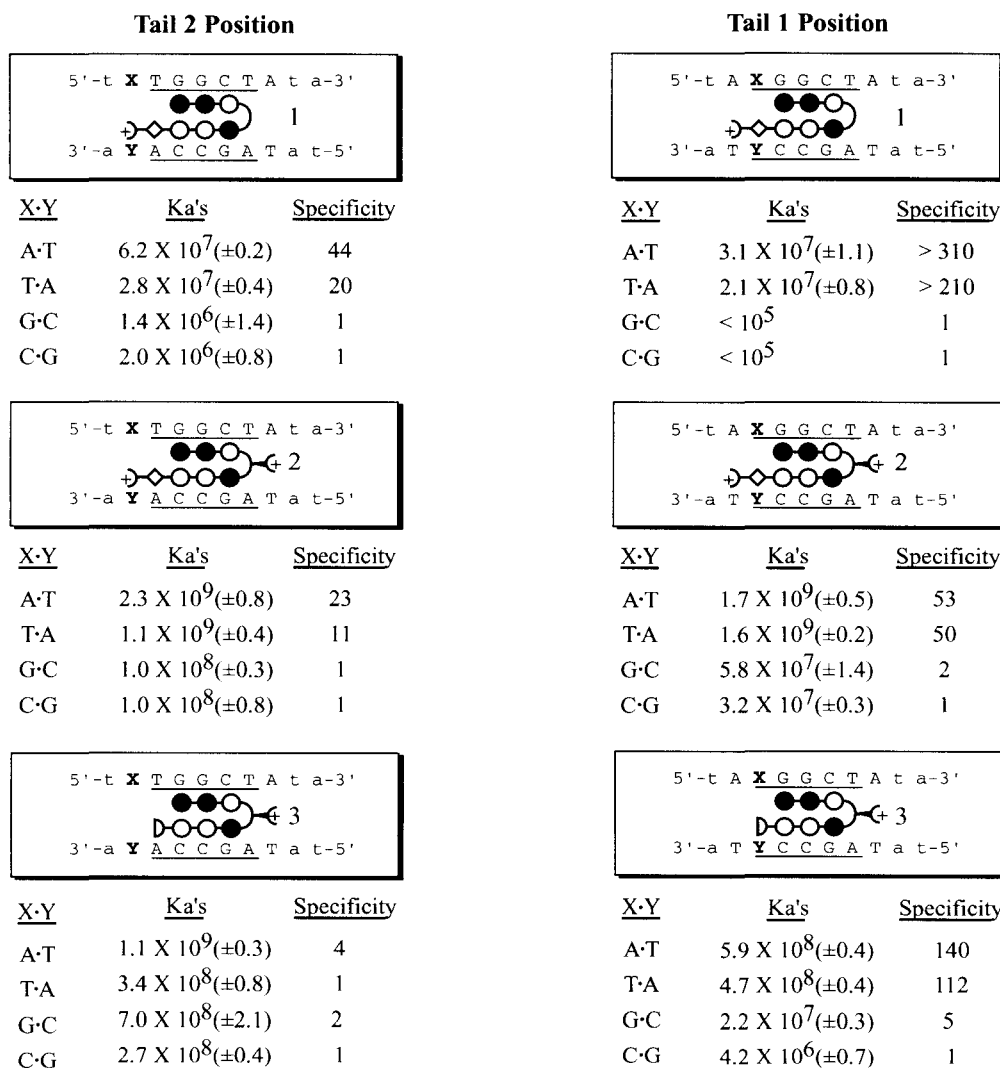 Tail 2 Position
5'-t X T G G C T A t a-3'
1
+
3'-a Y A C C G A T a t-5'
X·Y Ka's Specificity
A·T 6.2 X 10^7(±0.2) 44
T·A 2.8 X 10^7(±0.4) 20
G·C 1.4 X 10^6(±1.4) 1
C·G 2.0 X 10^6(±0.8) 1
5'-t X T G G C T A t a-3'
+ 2
+
3'-a Y A C C G A T a t-5'
X·Y Ka's Specificity
A·T 2.3 X 10^9(±0.8) 23
T·A 1.1 X 10^9(±0.4) 11
G·C 1.0 X 10^8(±0.3) 1
C·G 1.0 X 10^8(±0.8) 1
5'-t X T G G C T A t a-3'
+ 3
3'-a Y A C C G A T a t-5'
X·Y Ka's Specificity
A·T 1.1 X 10^9(±0.3) 4
T·A 3.4 X 10^8(±0.8) 1
G·C 7.0 X 10^8(±2.1) 2
C·G 2.7 X 10^8(±0.4) 1
Tail 1 Position
5'-t A X G G C T A t a-3'
1
+
3'-a T Y C C G A T a t-5'
X·Y Ka's Specificity
A·T 3.1 X 10^7(±1.1) > 310
T·A 2.1 X 10^7(±0.8) > 210
G·C < 10^5 1
C·G < 10^5 1
5'-t A X G G C T A t a-3'
+ 2
+
3'-a T Y C C G A T a t-5'
X·Y Ka's Specificity
A·T 1.7 X 10^9(±0.5) 53
T·A 1.6 X 10^9(±0.2) 50
G·C 5.8 X 10^7(±1.4) 2
C·G 3.2 X 10^7(±0.3) 1
5'-t A X G G C T A t a-3'
+ 3
3'-a T Y C C G A T a t-5'
X·Y Ka's Specificity
A·T 5.9 X 10^8(±0.4) 140
T·A 4.7 X 10^8(±0.4) 112
G·C 2.2 X 10^7(±0.3) 5
C·G 4.2 X 10^6(±0.7) 1